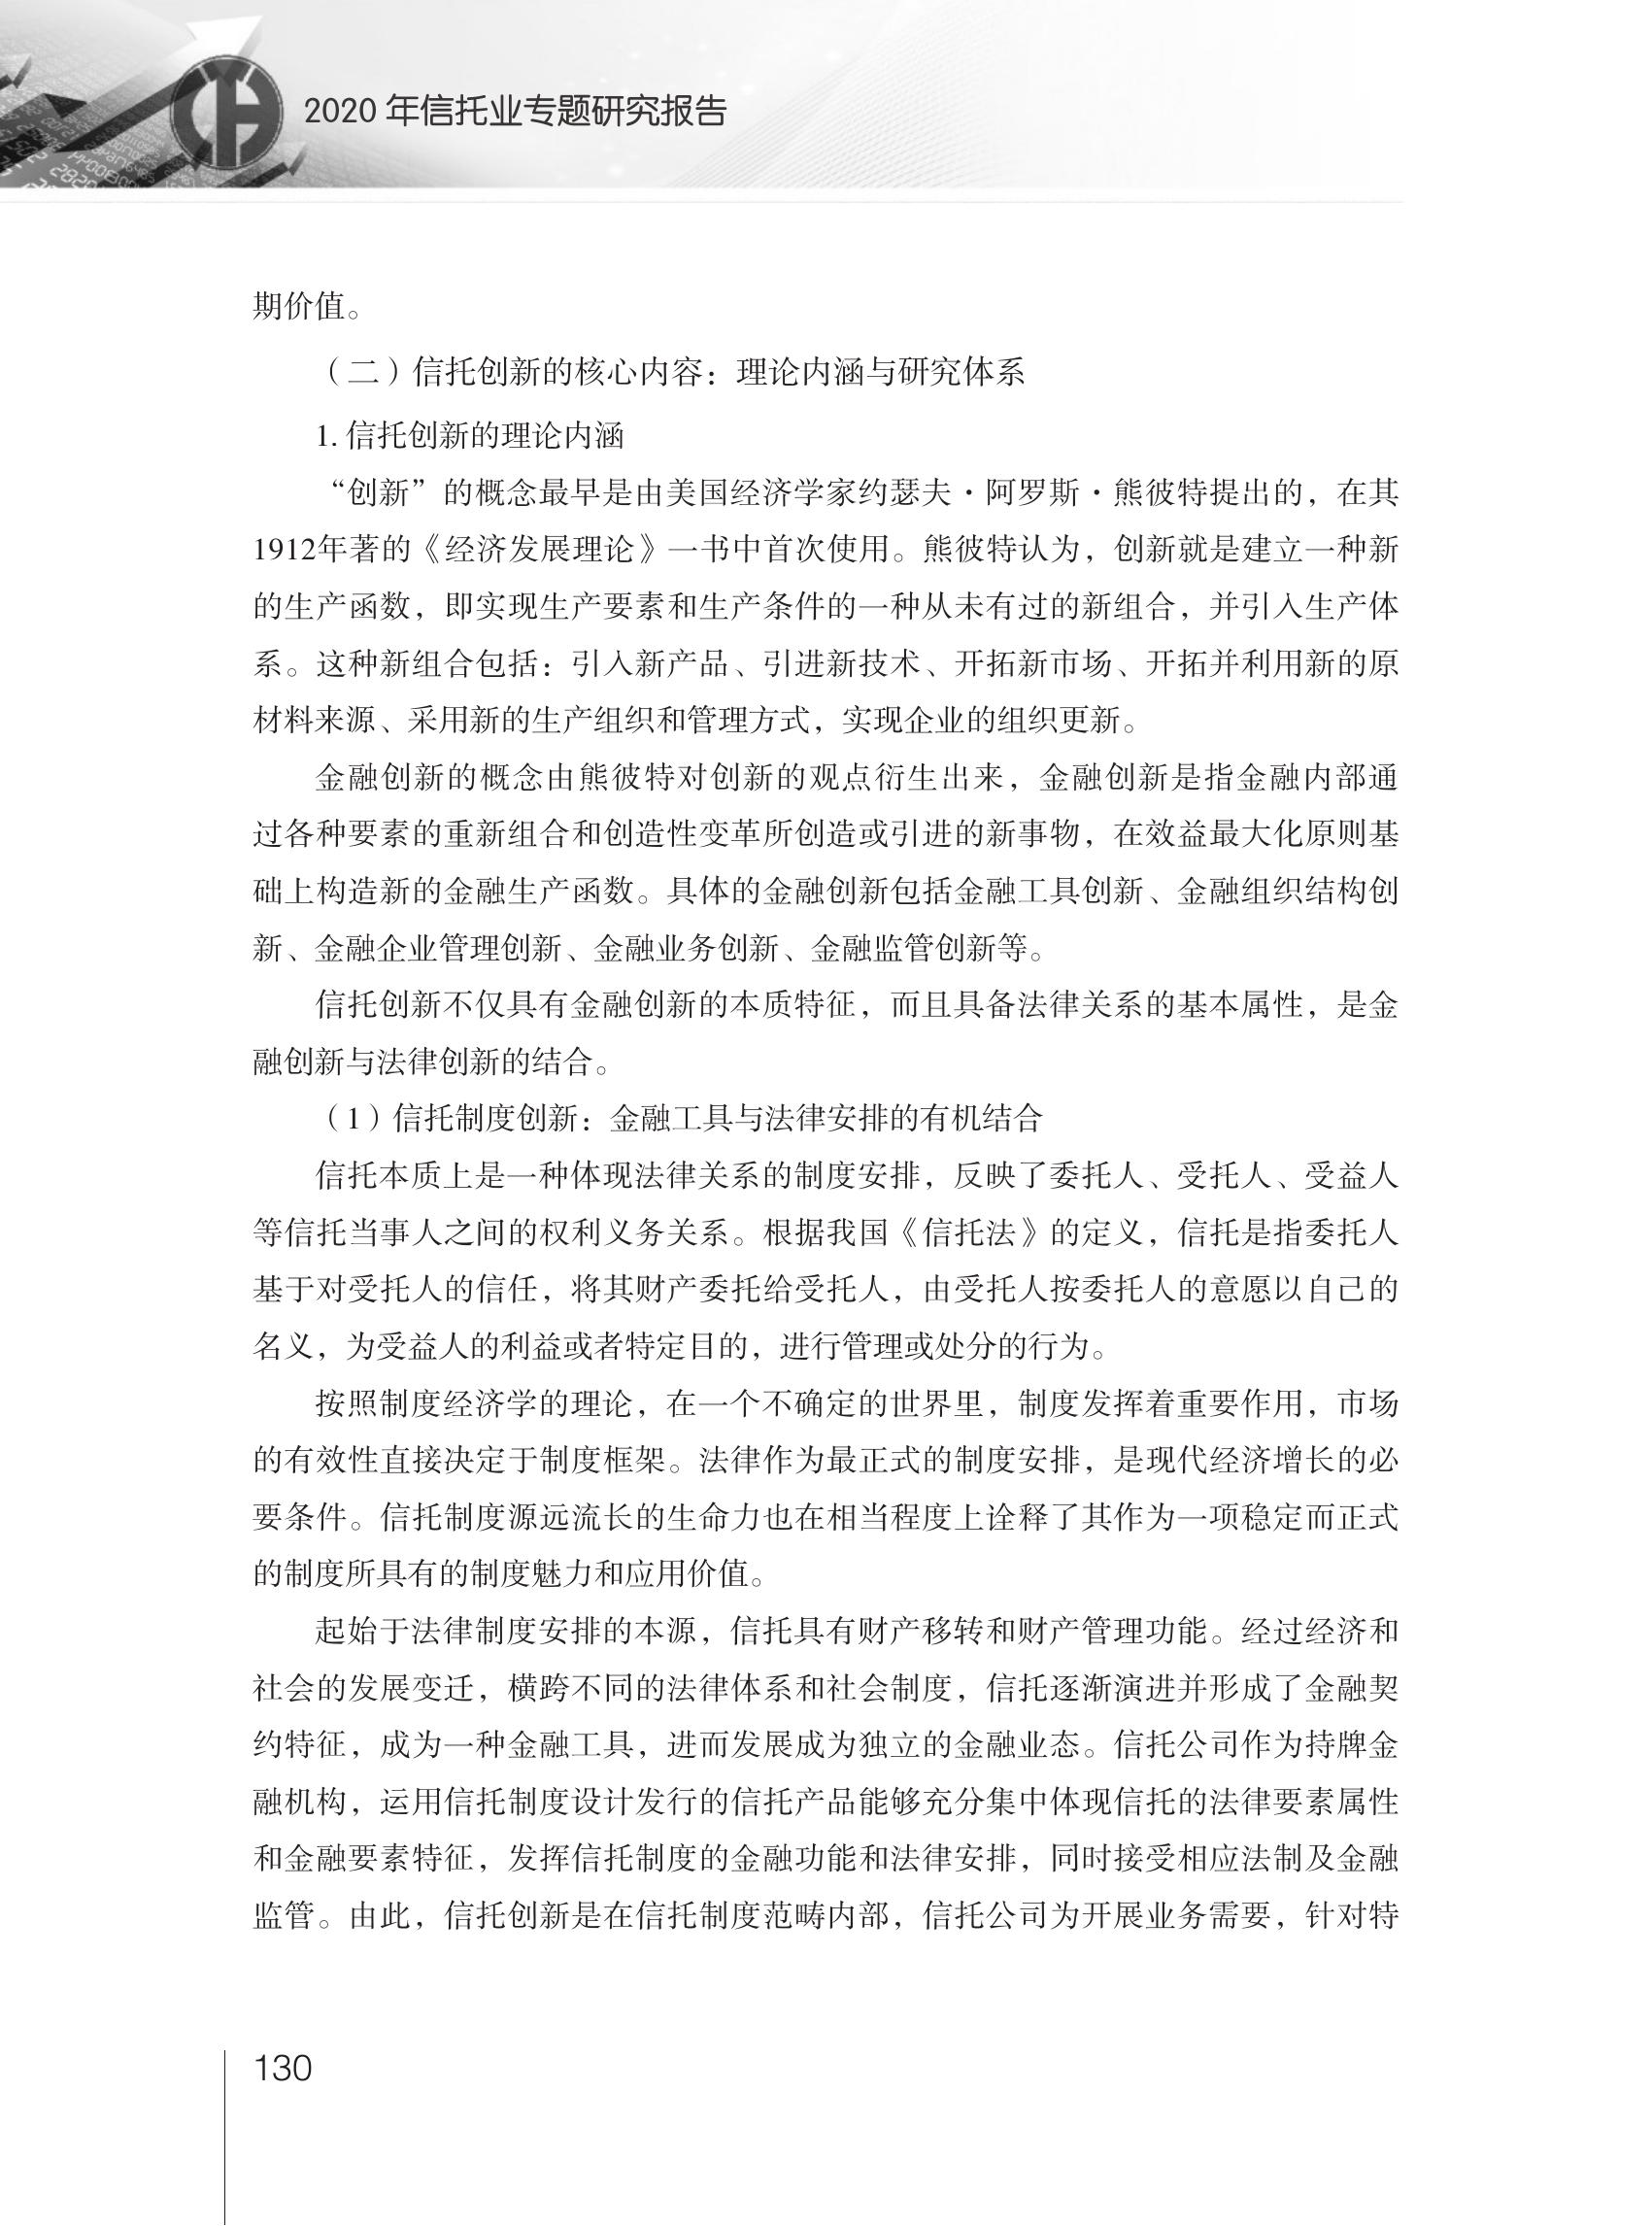 2020 年信托业专题研究报告
期价值。
（二）信托创新的核心内容：理论内涵与研究体系
1. 信托创新的理论内涵
“创新”的概念最早是由美国经济学家约瑟夫·阿罗斯·熊彼特提出的，在其
1912年著的《经济发展理论》一书中首次使用。熊彼特认为，创新就是建立一种新
的生产函数，即实现生产要素和生产条件的一种从未有过的新组合，并引入生产体
系。这种新组合包括：引入新产品、引进新技术、开拓新市场、开拓并利用新的原
材料来源、采用新的生产组织和管理方式，实现企业的组织更新。
金融创新的概念由熊彼特对创新的观点衍生出来，金融创新是指金融内部通
过各种要素的重新组合和创造性变革所创造或引进的新事物，在效益最大化原则基
础上构造新的金融生产函数。具体的金融创新包括金融工具创新、金融组织结构创
新、金融企业管理创新、金融业务创新、金融监管创新等。
信托创新不仅具有金融创新的本质特征，而且具备法律关系的基本属性，是金
融创新与法律创新的结合。
（1）信托制度创新：金融工具与法律安排的有机结合
信托本质上是一种体现法律关系的制度安排，反映了委托人、受托人、受益人
等信托当事人之间的权利义务关系。根据我国《信托法》的定义，信托是指委托人
基于对受托人的信任，将其财产委托给受托人，由受托人按委托人的意愿以自己的
名义，为受益人的利益或者特定目的，进行管理或处分的行为。
按照制度经济学的理论，在一个不确定的世界里，制度发挥着重要作用，市场
的有效性直接决定于制度框架。法律作为最正式的制度安排，是现代经济增长的必
要条件。信托制度源远流长的生命力也在相当程度上诠释了其作为一项稳定而正式
的制度所具有的制度魅力和应用价值。
起始于法律制度安排的本源，信托具有财产移转和财产管理功能。经过经济和
社会的发展变迁，横跨不同的法律体系和社会制度，信托逐渐演进并形成了金融契
约特征，成为一种金融工具，进而发展成为独立的金融业态。信托公司作为持牌金
融机构，运用信托制度设计发行的信托产品能够充分集中体现信托的法律要素属性
和金融要素特征，发挥信托制度的金融功能和法律安排，同时接受相应法制及金融
监管。由此，信托创新是在信托制度范畴内部，信托公司为开展业务需要，针对特
130